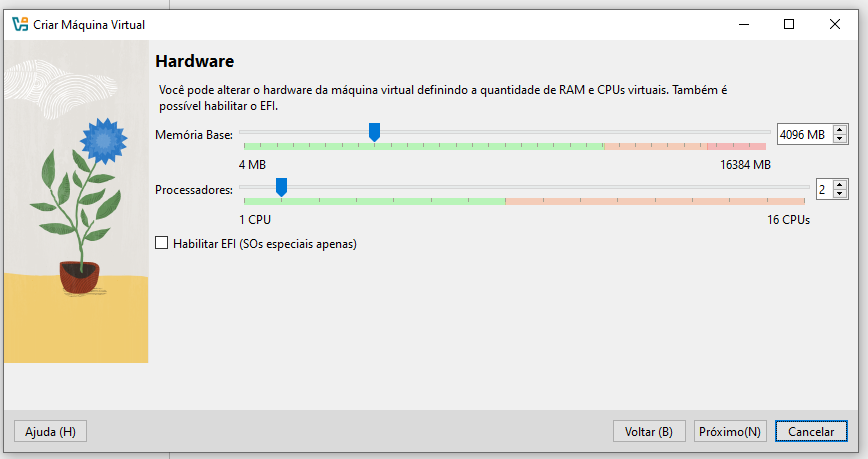 Criar Máquina Virtual
Hardware
Você pode alterar o hardware da máquina virtual definindo a quantidade de RAM e CPUs virtuais. Também é
possível habilitar o EFI.
Memória Base:
4096 MB
4 MB
16384 MB
Processadores:
2
1 CPU
16 CPUs
Habilitar EFI (SOs especiais apenas)
Ajuda (H)
Voltar (B)
Próximo(N)
Cancelar